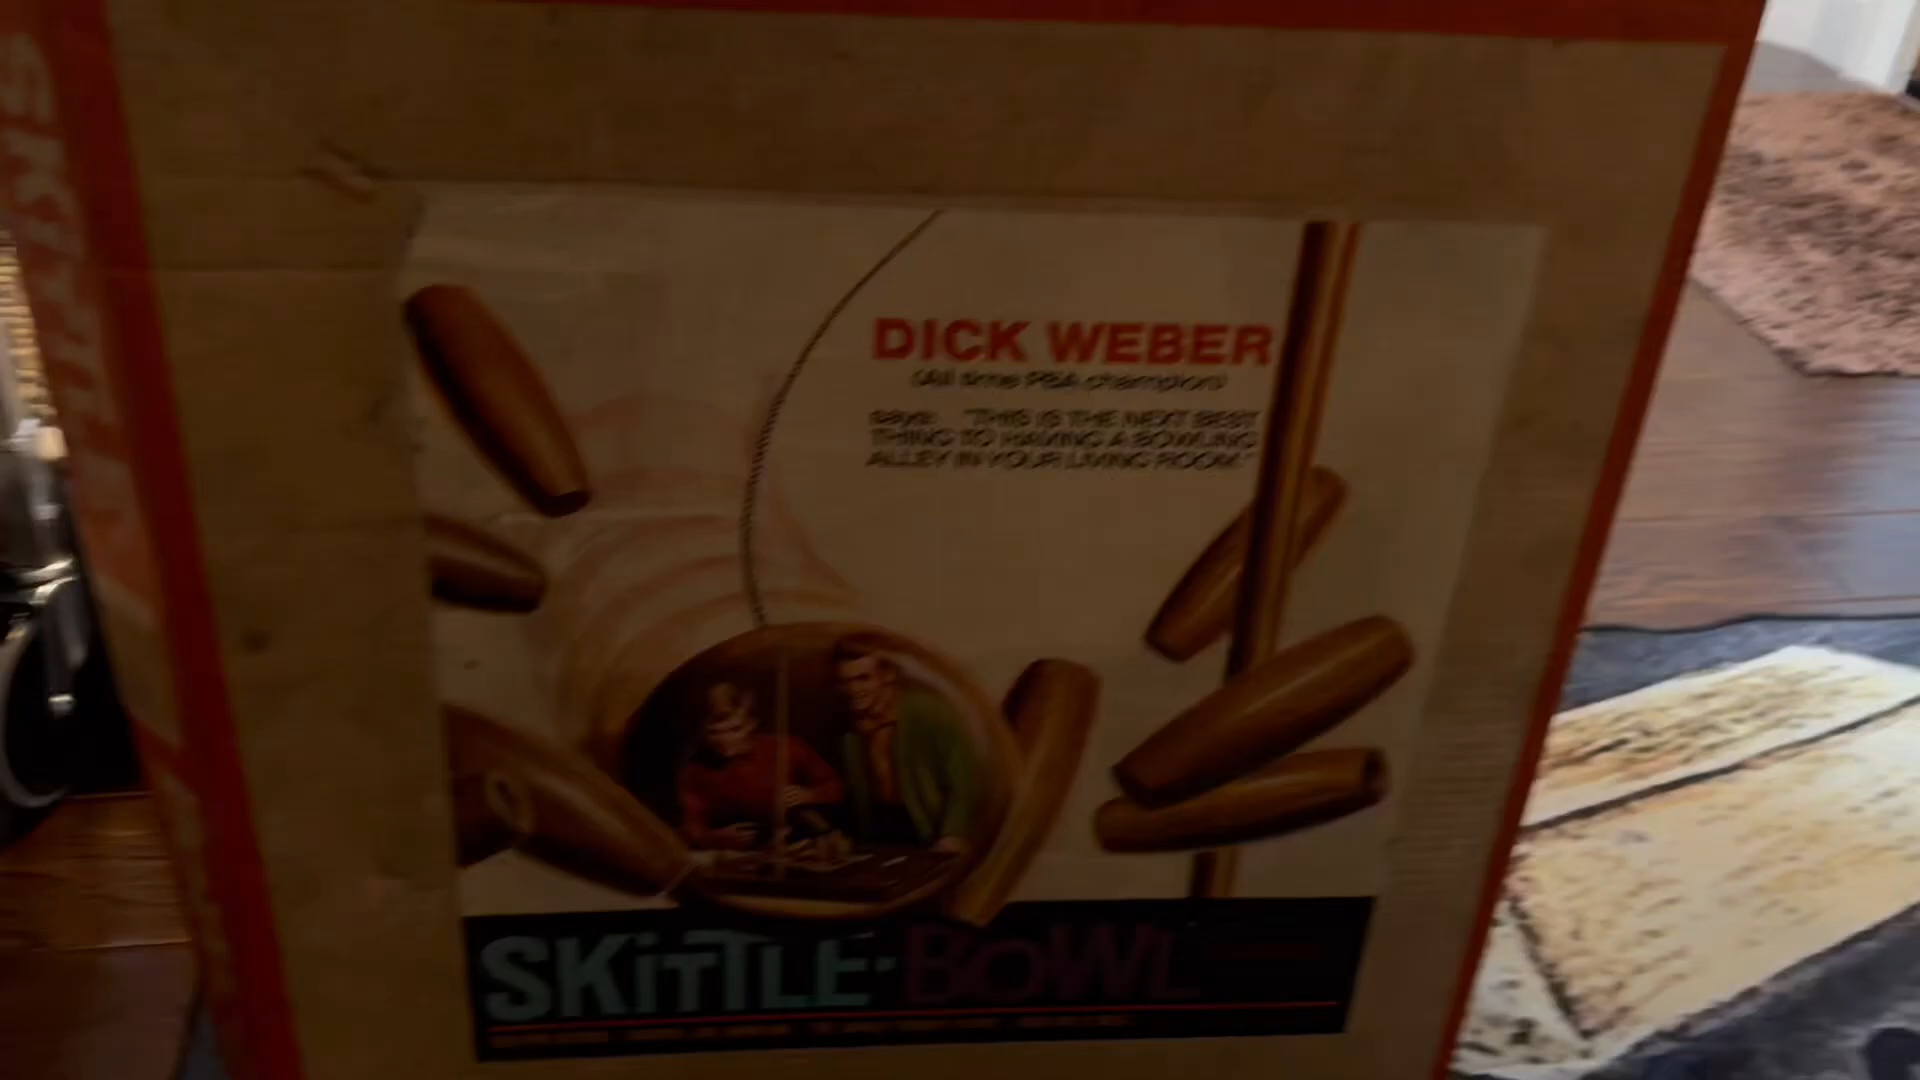 DICK WEBER
(All time PBA champion)
says: "THIS IS THE NEXT BEST
THING TO HAVING A BOWLING
ALLEY IN YOUR LIVING ROOM."
SKiTTLE·BOWL
SKITTLE